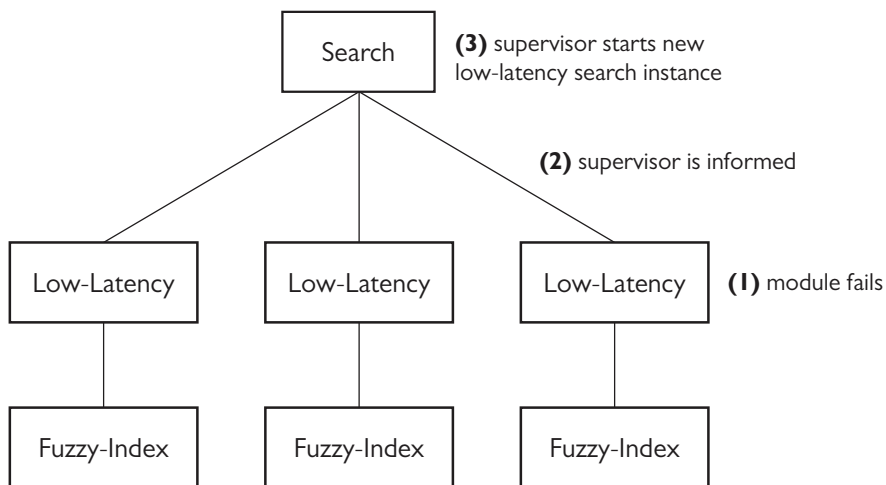 Search
(3) supervisor starts new
low-latency search instance
(2) supervisor is informed
Low-Latency
Low-Latency
Low-Latency
(1) module fails
Fuzzy-Index
Fuzzy-Index
Fuzzy-Index